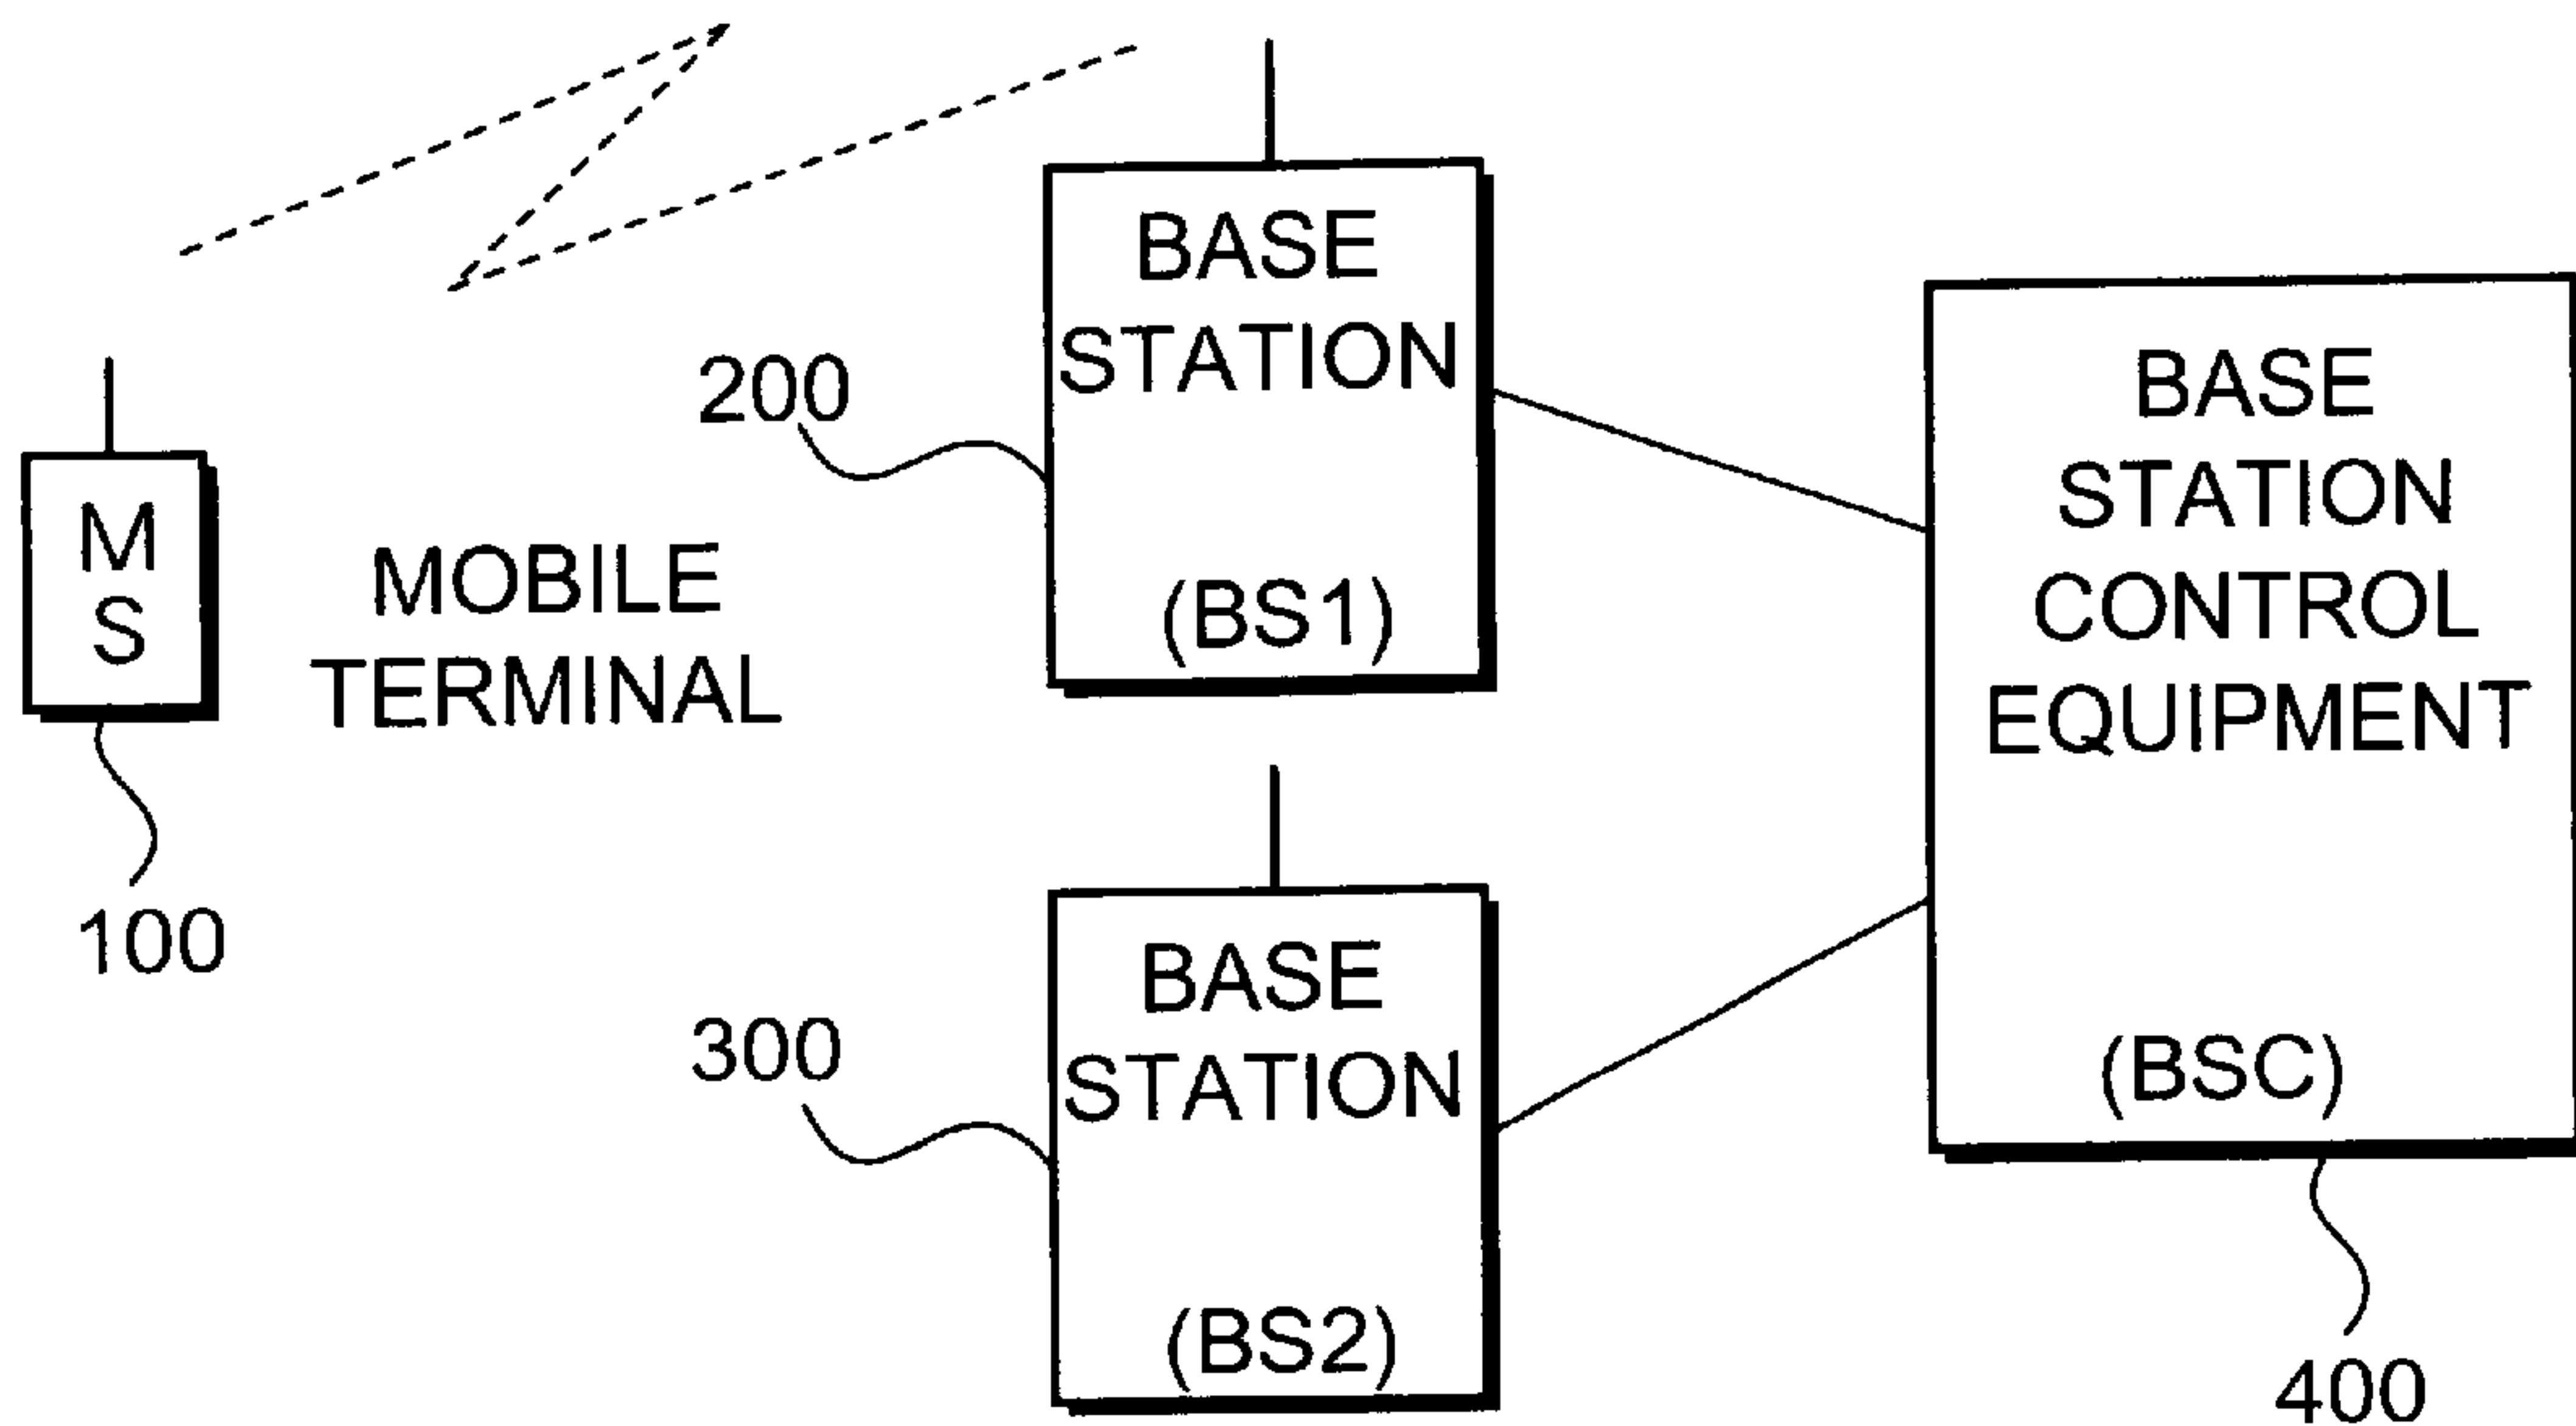 M
S
MOBILE
TERMINAL
100
200
BASE
STATION
(BS1)
300
BASE
STATION
(BS2)
BASE
STATION
CONTROL
EQUIPMENT
(BSC)
400